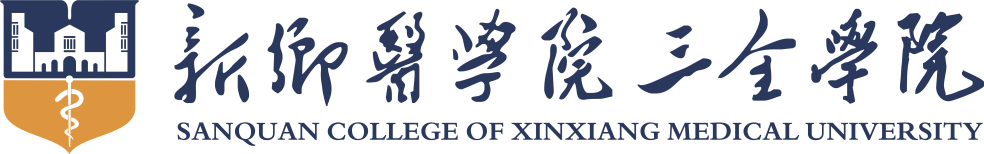 新鄉醫學院三全學院
SANQUAN COLLEGE OF XINXIANG MEDICAL UNIVERSITY